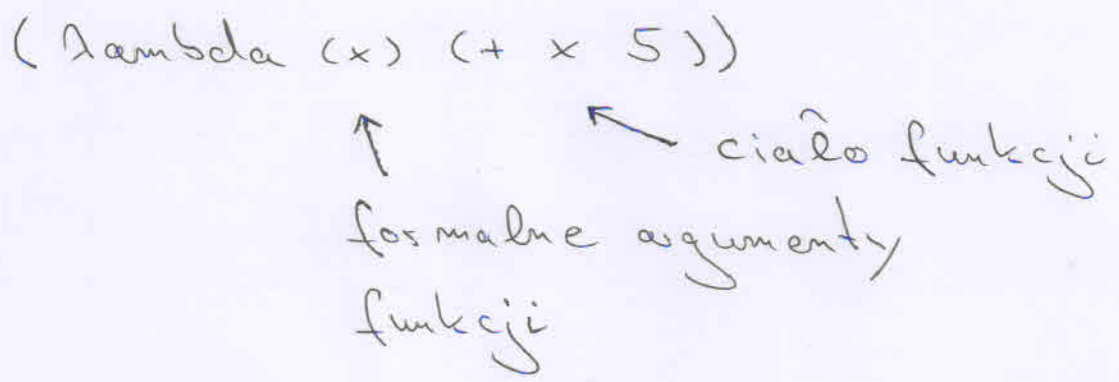 (lambda (x) (+ x 5))
ciało funkcji
formalne argumenty
funkcji